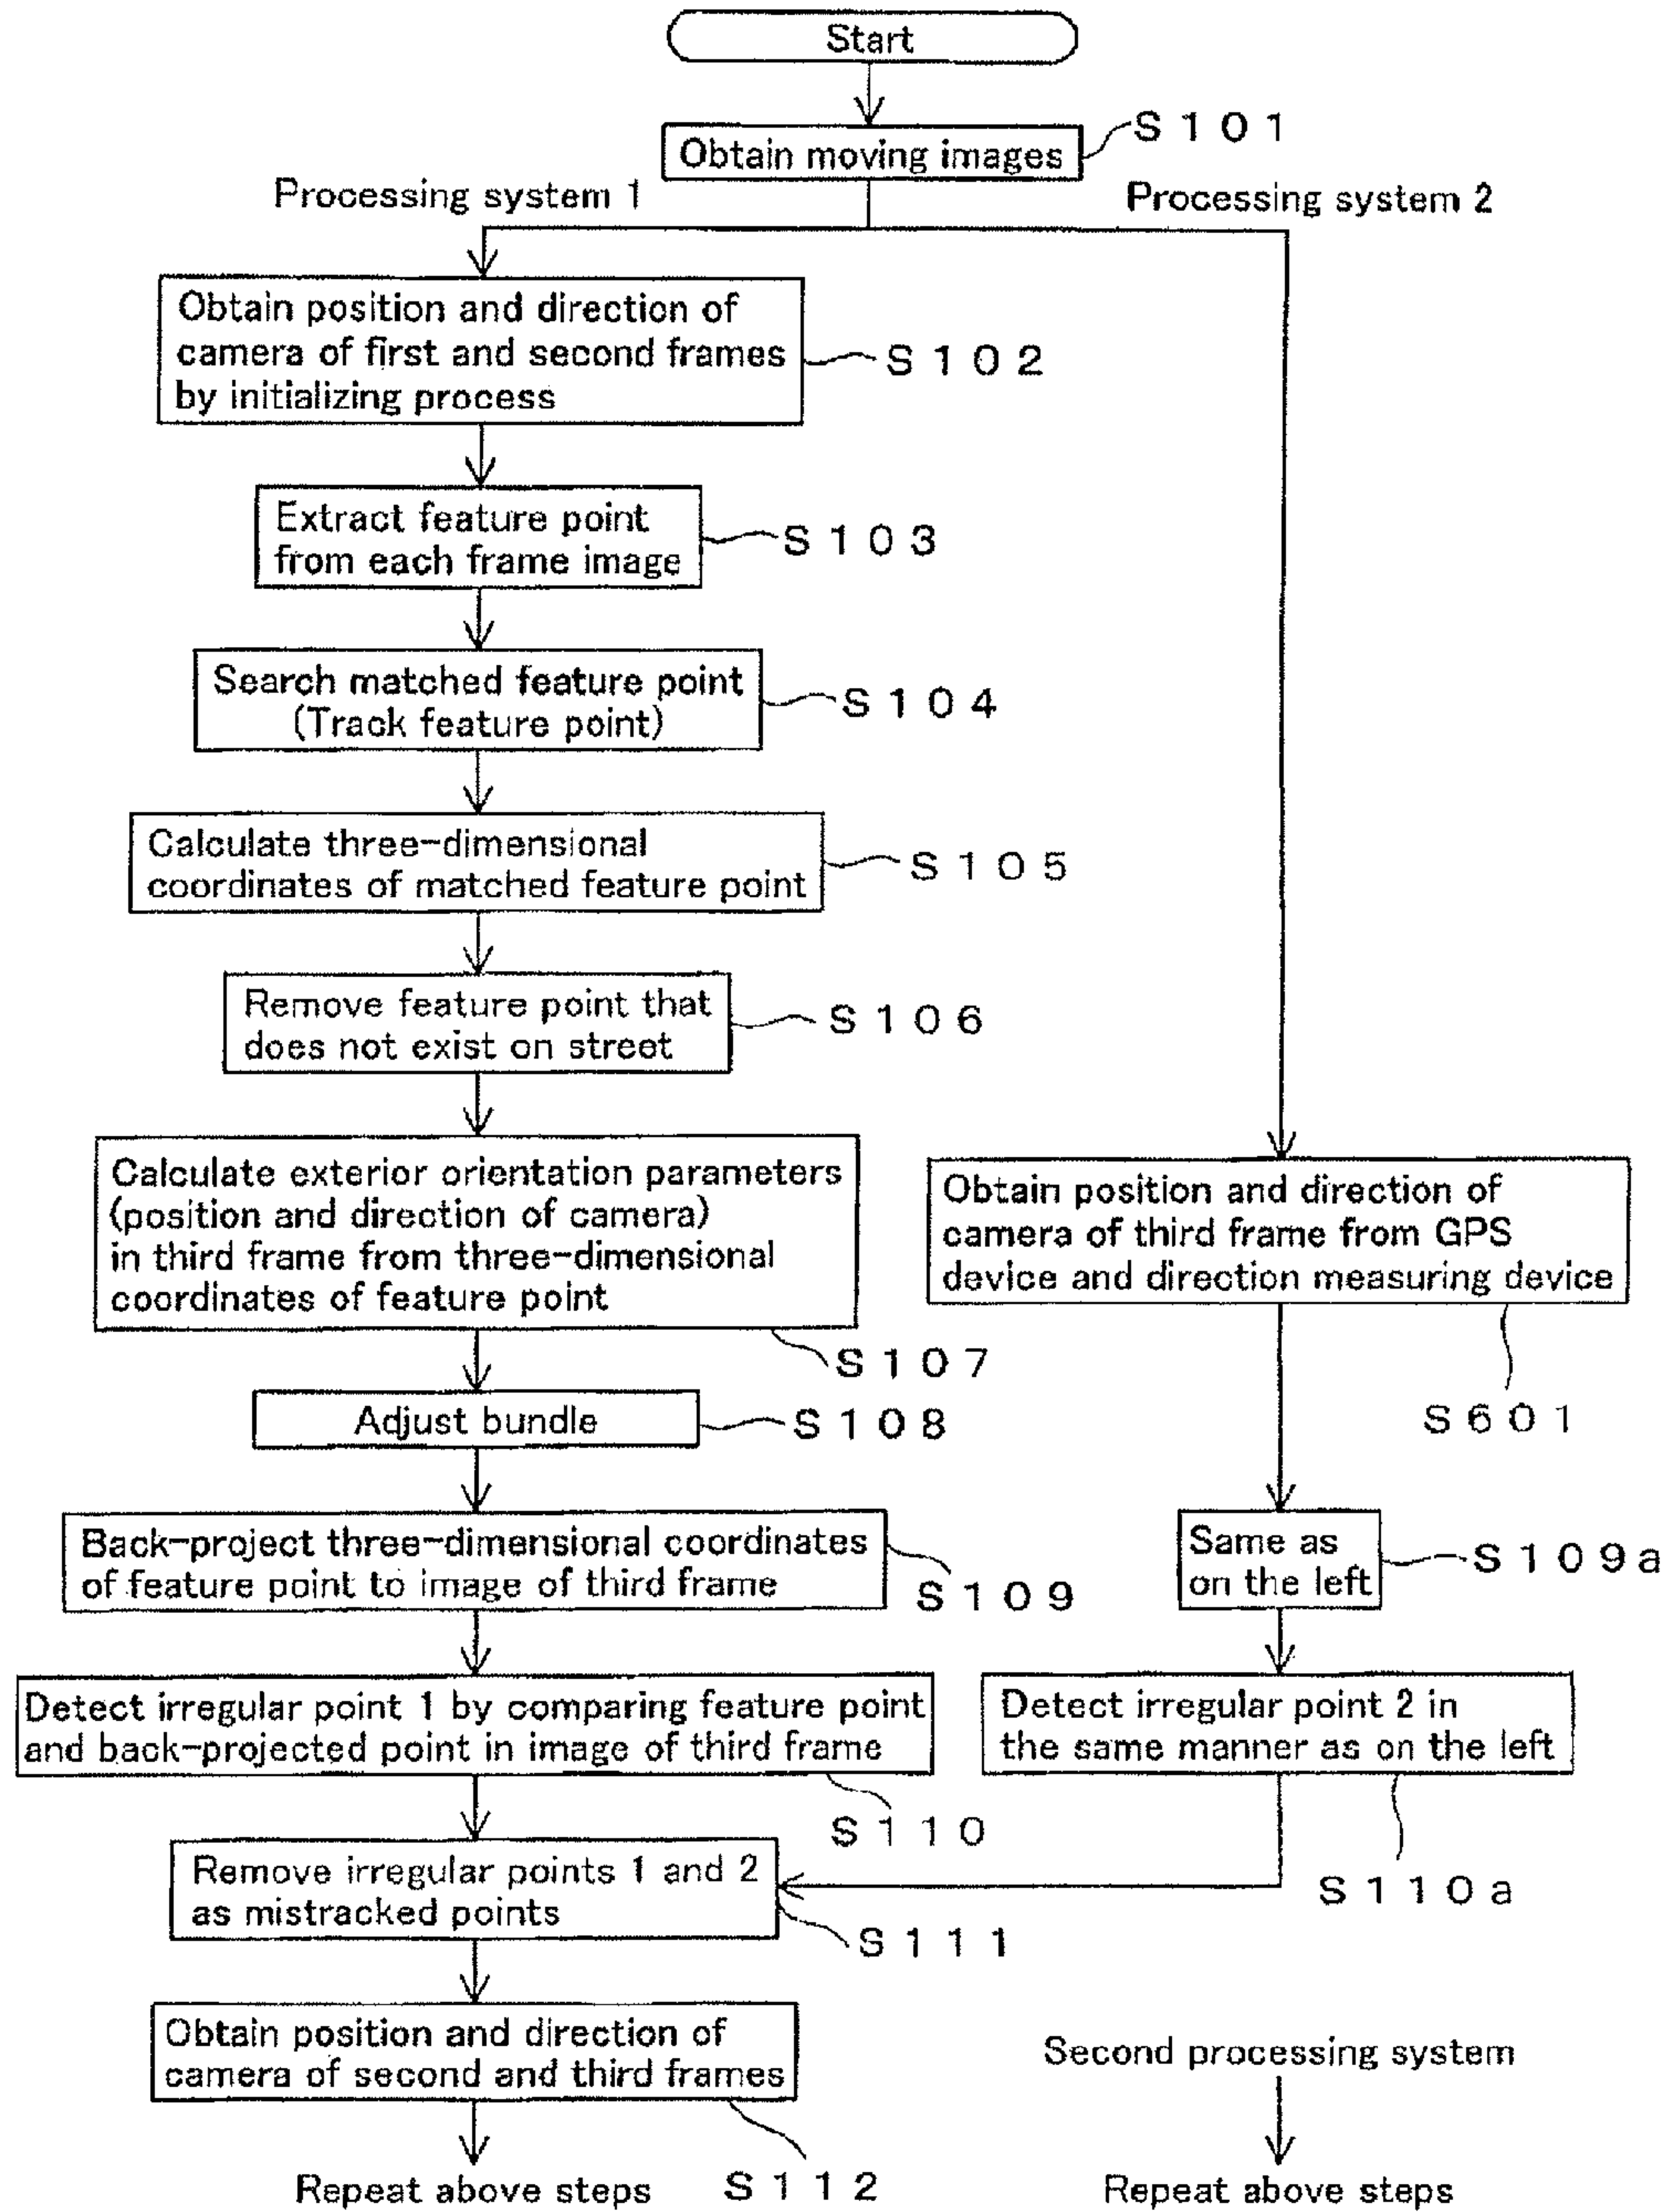 Start
Obtain moving images
S101
Processing system 1
Processing system 2
Obtain position and direction of
camera of first and second frames
by initializing process
S102
Extract feature point
from each frame image
S103
Search matched feature point
(Track feature point)
S104
Calculate three-dimensional
coordinates of matched feature point
S105
Remove feature point that
does not exist on street
S106
Calculate exterior orientation parameters
(position and direction of camera)
in third frame from three-dimensional
coordinates of feature point
S107
Obtain position and direction of
camera of third frame from GPS
device and direction measuring device
S601
Adjust bundle
S108
Back-project three-dimensional coordinates
of feature point to image of third frame
S109
Same as
on the left
S109a
Detect irregular point 1 by comparing feature point
and back-projected point in image of third frame
S110
Detect irregular point 2 in
the same manner as on the left
S110a
Remove irregular points 1 and 2
as mistracked points
S111
Obtain position and direction of
camera of second and third frames
S112
Second processing system
Repeat above steps
Repeat above steps